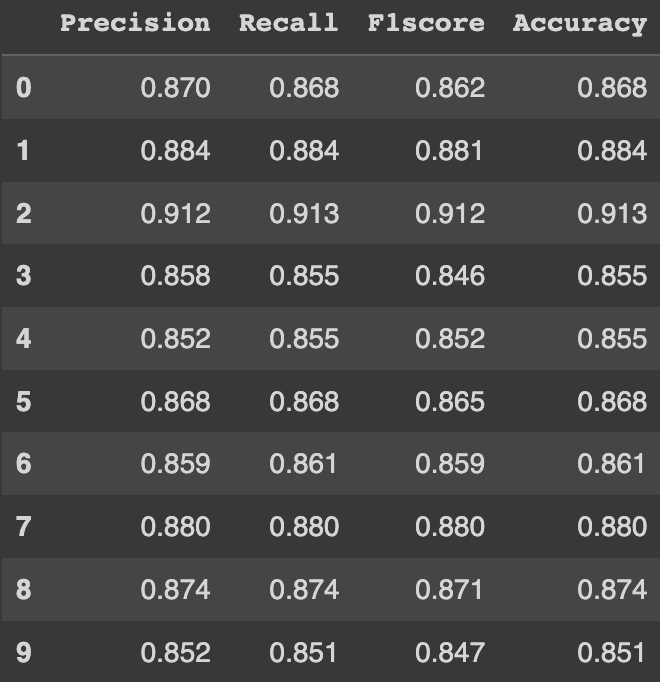 Precision Recall F1score Accuracy
0 0.870 0.868 0.862 0.868
1 0.884 0.884 0.881 0.884
2 0.912 0.913 0.912 0.913
3 0.858 0.855 0.846 0.855
4 0.852 0.855 0.852 0.855
5 0.868 0.868 0.865 0.868
6 0.859 0.861 0.859 0.861
7 0.880 0.880 0.880 0.880
8 0.874 0.874 0.871 0.874
9 0.852 0.851 0.847 0.851